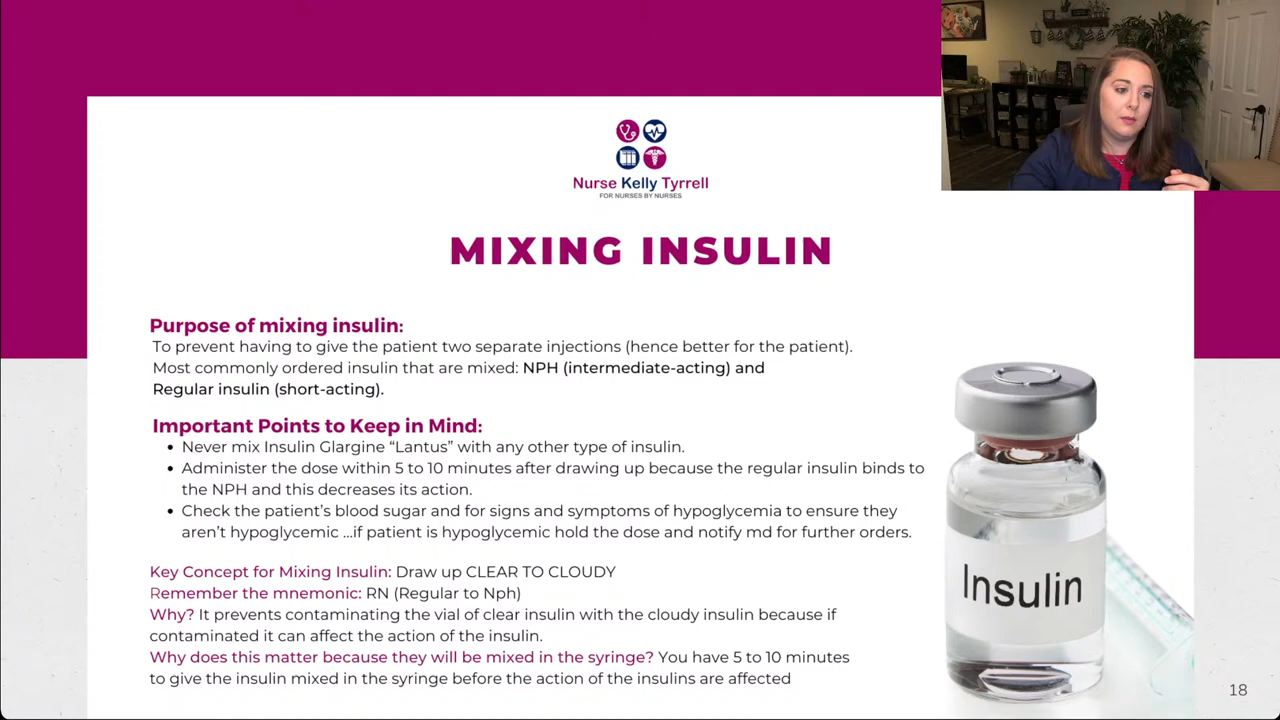 Nurse Kelly Tyrrell
FOR NURSES BY NURSES
MIXING INSULIN
Purpose of mixing insulin:
To prevent having to give the patient two separate injections (hence better for the patient).
Most commonly ordered insulin that are mixed: NPH (intermediate-acting) and
Regular insulin (short-acting).
Important Points to Keep in Mind:
• Never mix Insulin Glargine “Lantus” with any other type of insulin.
• Administer the dose within 5 to 10 minutes after drawing up because the regular insulin binds to
the NPH and this decreases its action.
• Check the patient’s blood sugar and for signs and symptoms of hypoglycemia to ensure they
aren’t hypoglycemic ...if patient is hypoglycemic hold the dose and notify md for further orders.
Key Concept for Mixing Insulin: Draw up CLEAR TO CLOUDY
Remember the mnemonic: RN (Regular to Nph)
Why? It prevents contaminating the vial of clear insulin with the cloudy insulin because if
contaminated it can affect the action of the insulin.
Why does this matter because they will be mixed in the syringe? You have 5 to 10 minutes
to give the insulin mixed in the syringe before the action of the insulins are affected
Insulin
18